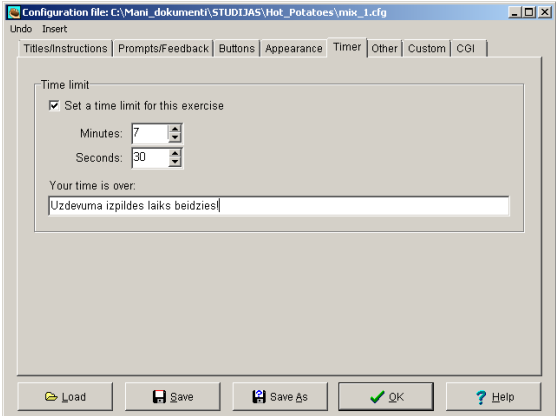 Configuration file: C:\Mani_dokumenti\STUDIJAS\Hot_Potatoes\mix_1.cfg
Undo Insert
Titles/Instructions Prompts/Feedback Buttons Appearance Timer Other Custom CGI
Time limit
Set a time limit for this exercise
Minutes: 7
Seconds: 30
Your time is over:
Uzdevuma izpildes laiks beidzies!
Load Save Save As OK Help